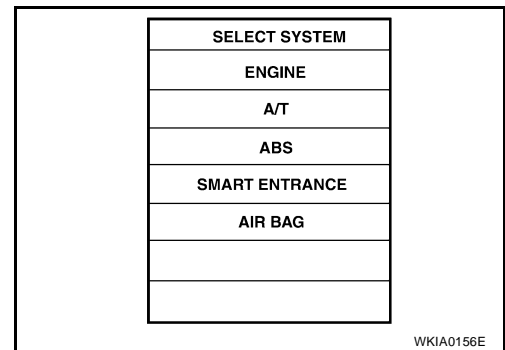 SELECT SYSTEM
ENGINE
A/T
ABS
SMART ENTRANCE
AIR BAG
WKIA0156E